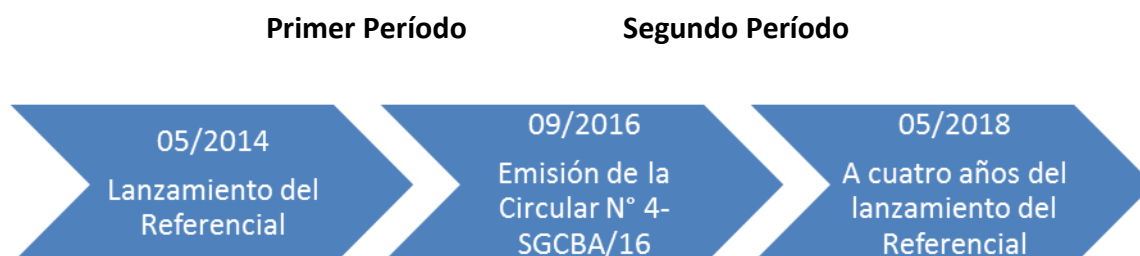 Primer Período Segundo Período
05/2014
Lanzamiento del
Referencial
09/2016
Emisión de la
Circular N° 4-
SGCBA/16
05/2018
A cuatro años del
lanzamiento del
Referencial